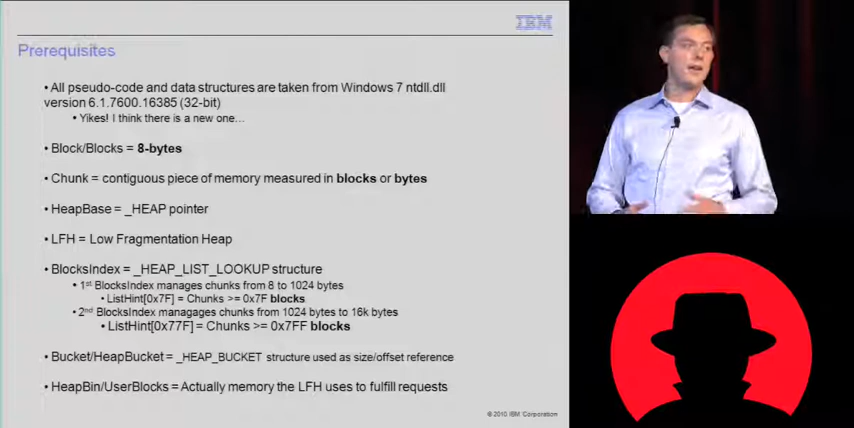 IBM
Prerequisites
• All pseudo-code and data structures are taken from Windows 7 ntdll.dll
version 6.1.7600.16385 (32-bit)
• Yikes! I think there is a new one…
• Block/Blocks = 8-bytes
• Chunk = contiguous piece of memory measured in blocks or bytes
• HeapBase = _HEAP pointer
• LFH = Low Fragmentation Heap
• BlocksIndex = _HEAP_LIST_LOOKUP structure
• 1st BlocksIndex manages chunks from 8 to 1024 bytes
• ListHint[0x7F] = Chunks >= 0x7F blocks
• 2nd BlocksIndex managages chunks from 1024 bytes to 16k bytes
• ListHint[0x77F] = Chunks >= 0x7FF blocks
• Bucket/HeapBucket = _HEAP_BUCKET structure used as size/offset reference
• HeapBin/UserBlocks = Actually memory the LFH uses to fulfill requests
© 2010 IBM Corporation